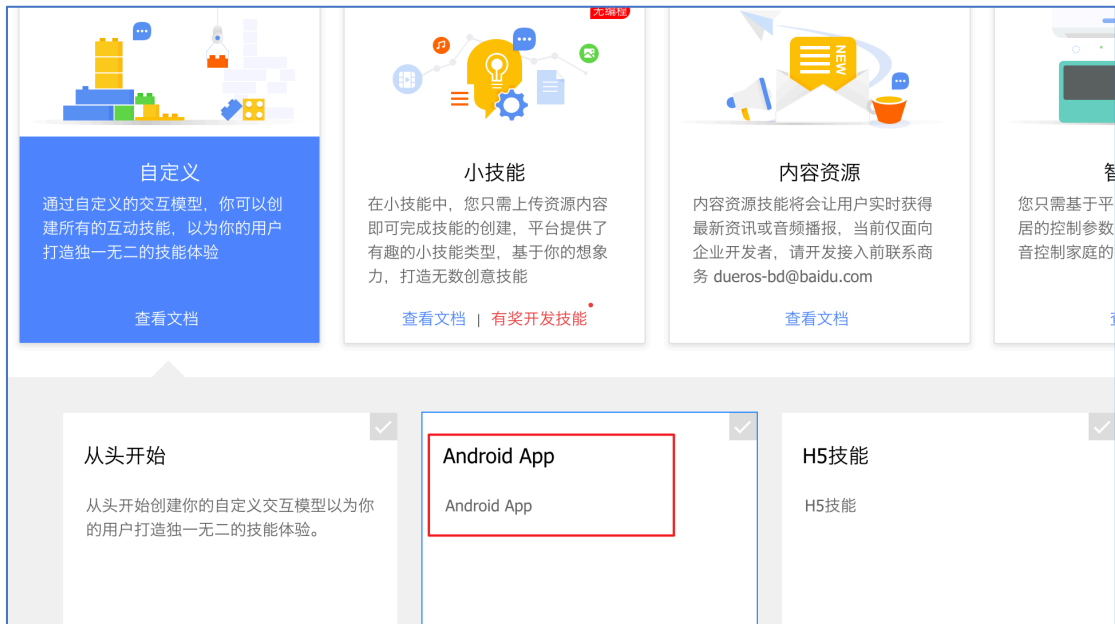 无编程
NEW
自定义
通过自定义的交互模型，你可以创
建所有的互动技能，以为你的用户
打造独一无二的技能体验
查看文档
小技能
在小技能中，您只需上传资源内容
即可完成技能的创建，平台提供了
有趣的小技能类型，基于你的想象
力，打造无数创意技能
查看文档 | 有奖开发技能
内容资源
内容资源技能将会让用户实时获得
最新资讯或音频播报，当前仅面向
企业开发者，请开发接入前联系商
务 dueros-bd@baidu.com
查看文档
您只需基于平
居的控制参数
音控制家庭的
从头开始
从头开始创建你的自定义交互模型以为你
的用户打造独一无二的技能体验。
Android App
Android App
H5技能
H5技能